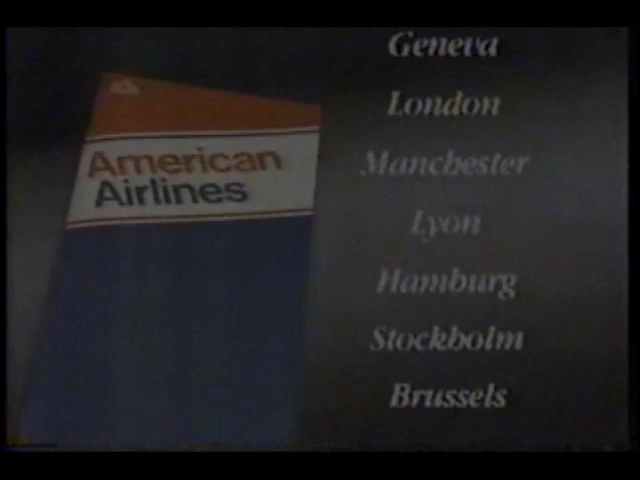 American
Airlines
Geneva
London
Manchester
Lyon
Hamburg
Stockholm
Brussels